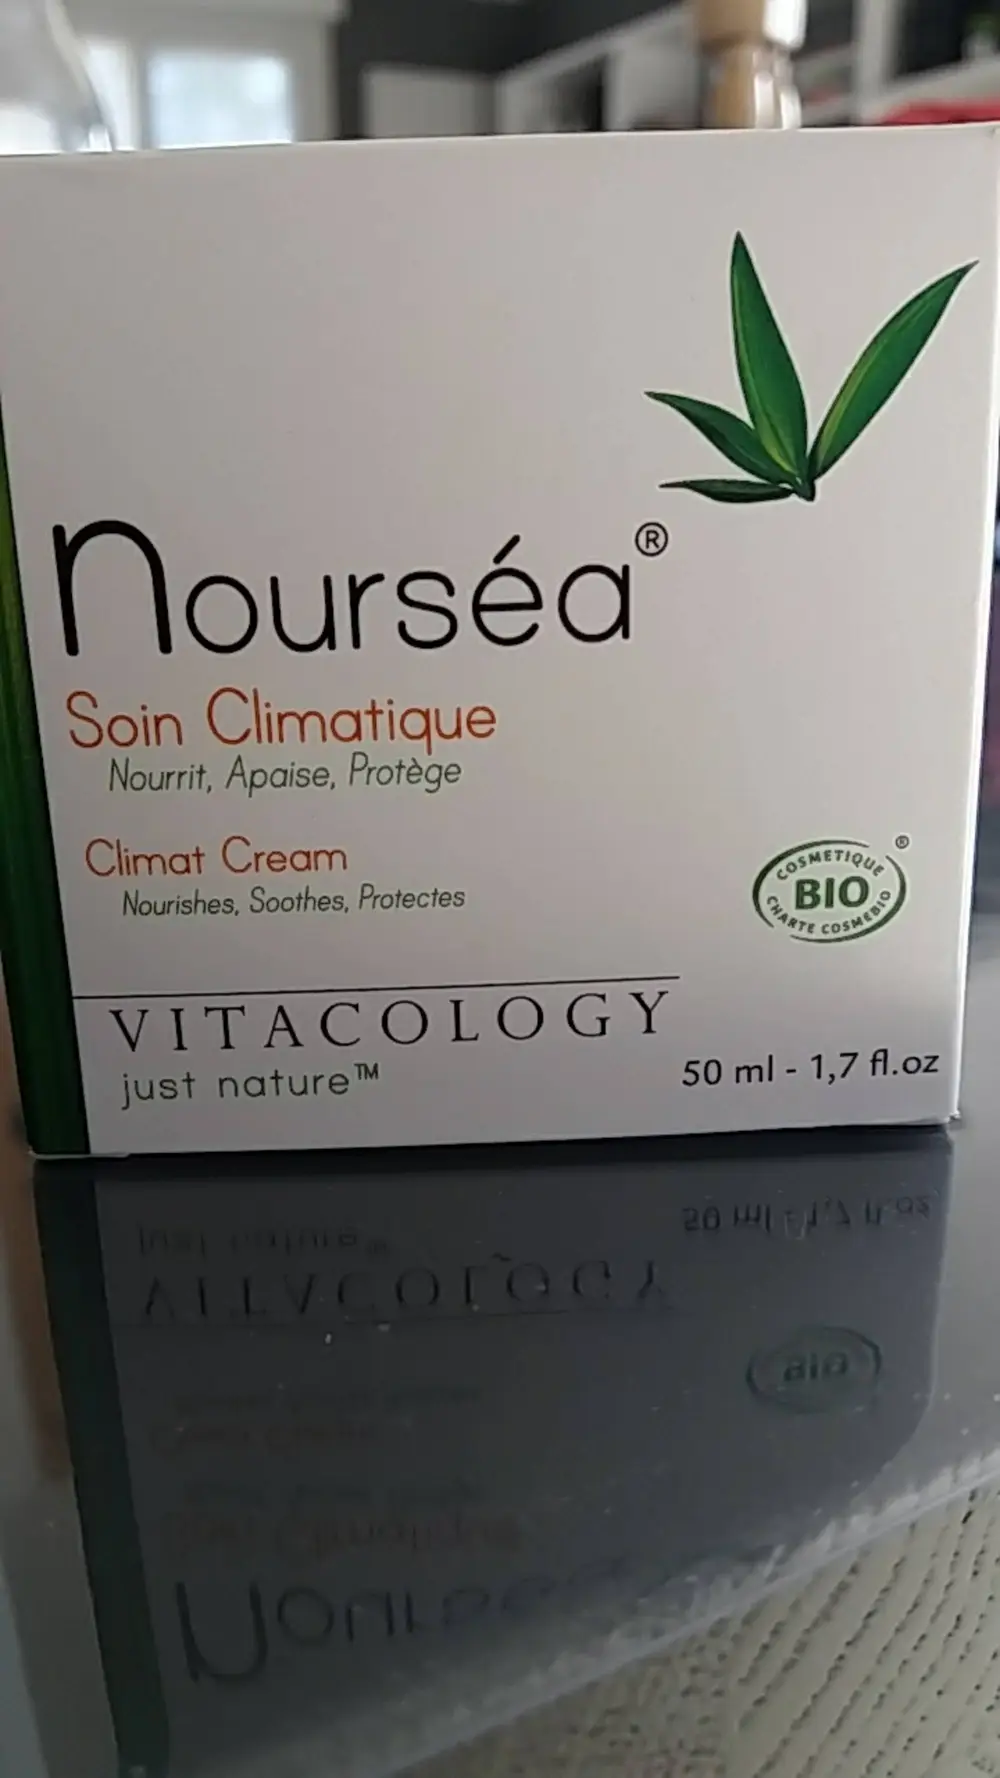 Nourséa®
Soin Climatique
Nourrit, Apaise, Protège
Climat Cream
Nourishes, Soothes, Protectes
COSMETIQUE ®
BIO
CHARTE COSMEBIO
VITACOLOGY
just nature™
50 ml - 1,7 fl.oz